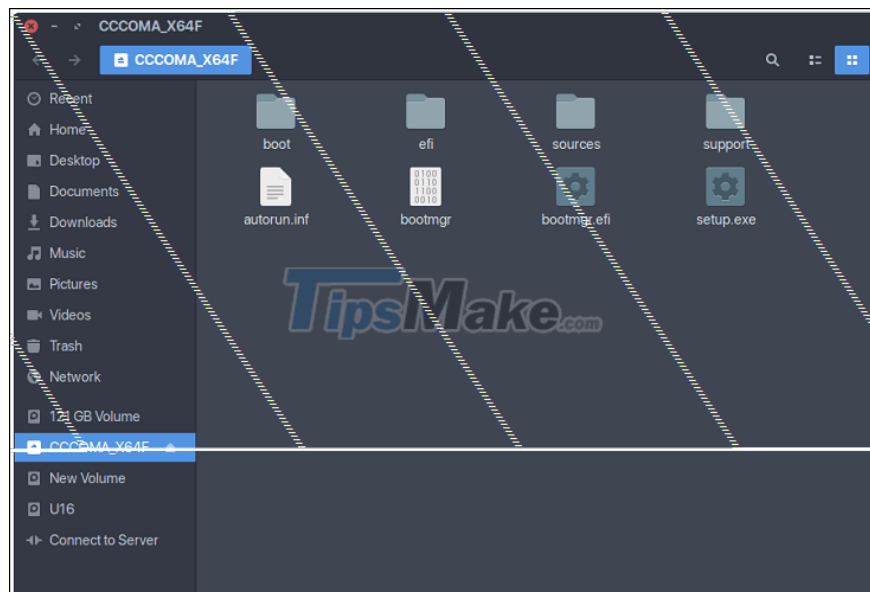 CCCOMA_X64F
CCCOMA_X64F
Recent
Home
Desktop
Documents
Downloads
Music
Pictures
Videos
Trash
Network
121 GB Volume
CCCOMA_X64F
New Volume
U16
Connect to Server
boot efi sources support
0100
0110
1100
0010
autorun.inf bootmgr bootmgr.efi setup.exe
TipsMake.com